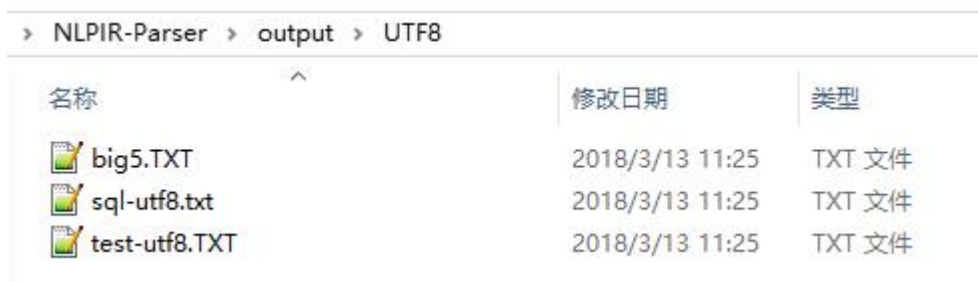 NLPIR-Parser > output > UTF8
名称 修改日期 类型
big5.TXT 2018/3/13 11:25 TXT 文件
sql-utf8.txt 2018/3/13 11:25 TXT 文件
test-utf8.TXT 2018/3/13 11:25 TXT 文件